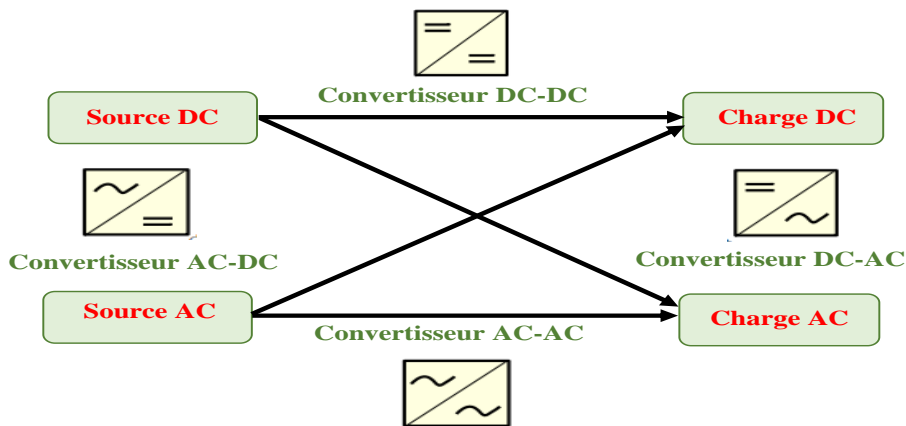 Convertisseur DC-DC
Source DC
Charge DC
Convertisseur AC-DC
Convertisseur DC-AC
Source AC
Charge AC
Convertisseur AC-AC